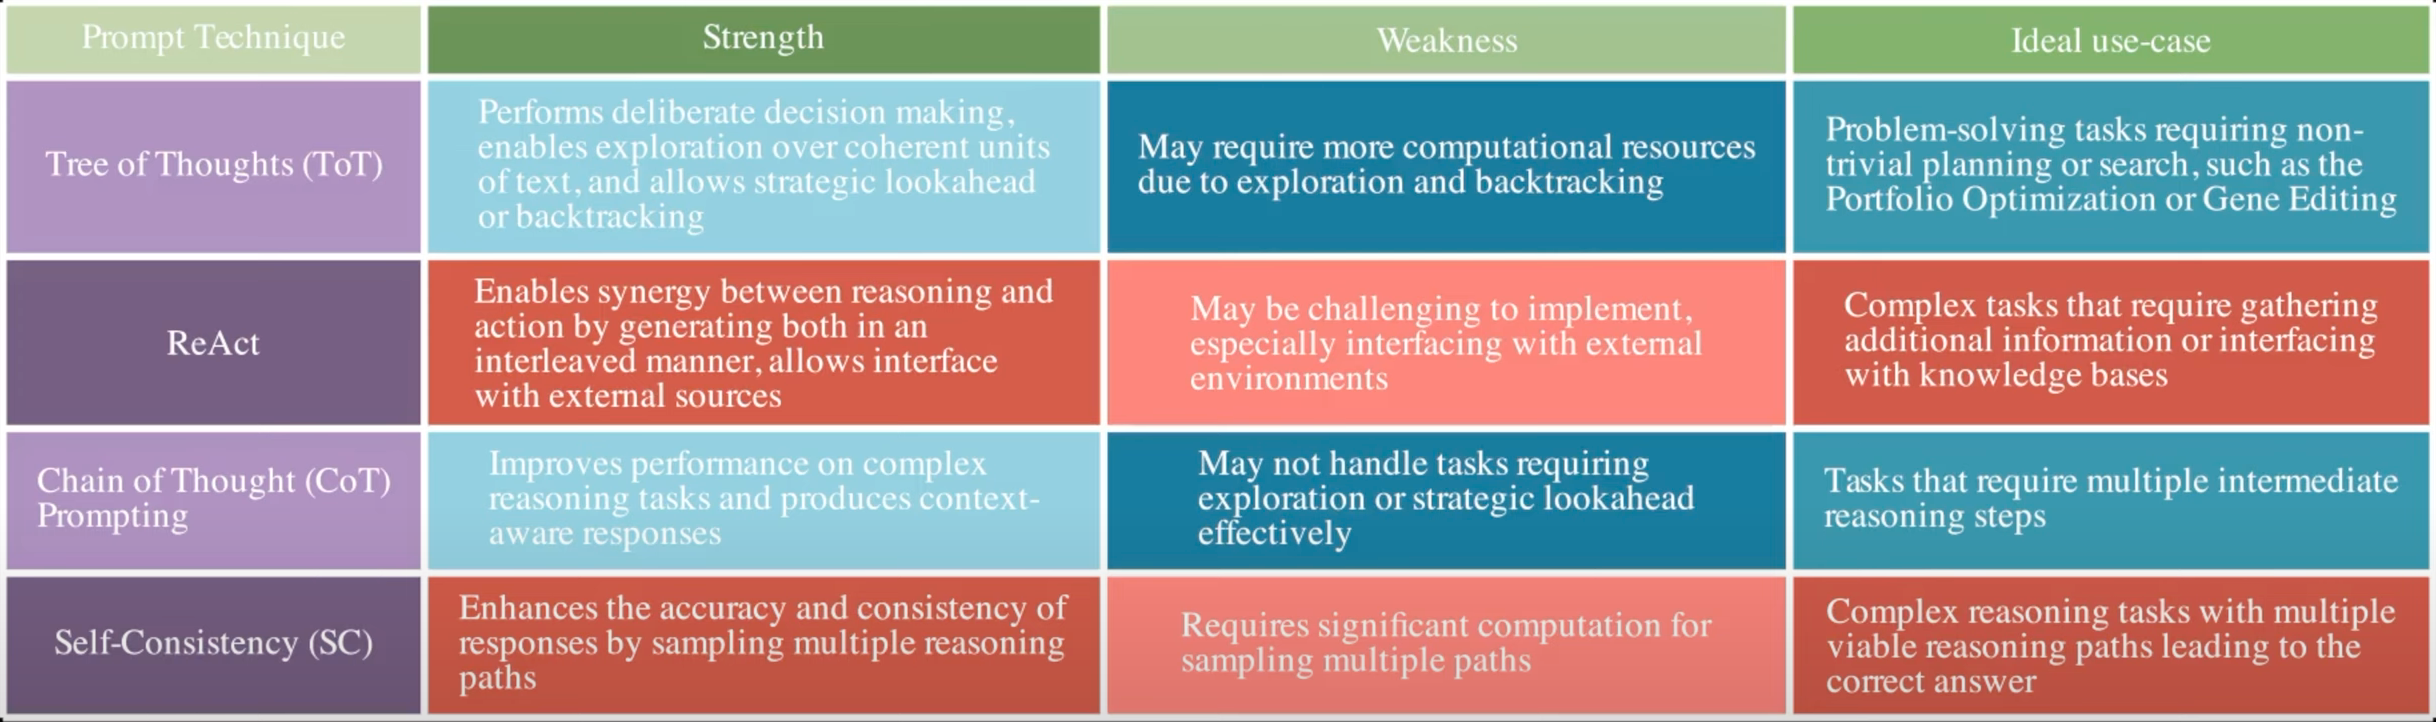 Prompt Technique
Strength
Weakness
Ideal use-case
Tree of Thoughts (ToT)
Performs deliberate decision making,
enables exploration over coherent units
of text, and allows strategic lookahead
or backtracking
May require more computational resources
due to exploration and backtracking
Problem-solving tasks requiring non-
trivial planning or search, such as the
Portfolio Optimization or Gene Editing
ReAct
Enables synergy between reasoning and
action by generating both in an
interleaved manner, allows interface
with external sources
May be challenging to implement,
especially interfacing with external
environments
Complex tasks that require gathering
additional information or interfacing
with knowledge bases
Chain of Thought (CoT)
Prompting
Improves performance on complex
reasoning tasks and produces context-
aware responses
May not handle tasks requiring
exploration or strategic lookahead
effectively
Tasks that require multiple intermediate
reasoning steps
Self-Consistency (SC)
Enhances the accuracy and consistency of
responses by sampling multiple reasoning
paths
Requires significant computation for
sampling multiple paths
Complex reasoning tasks with multiple
viable reasoning paths leading to the
correct answer